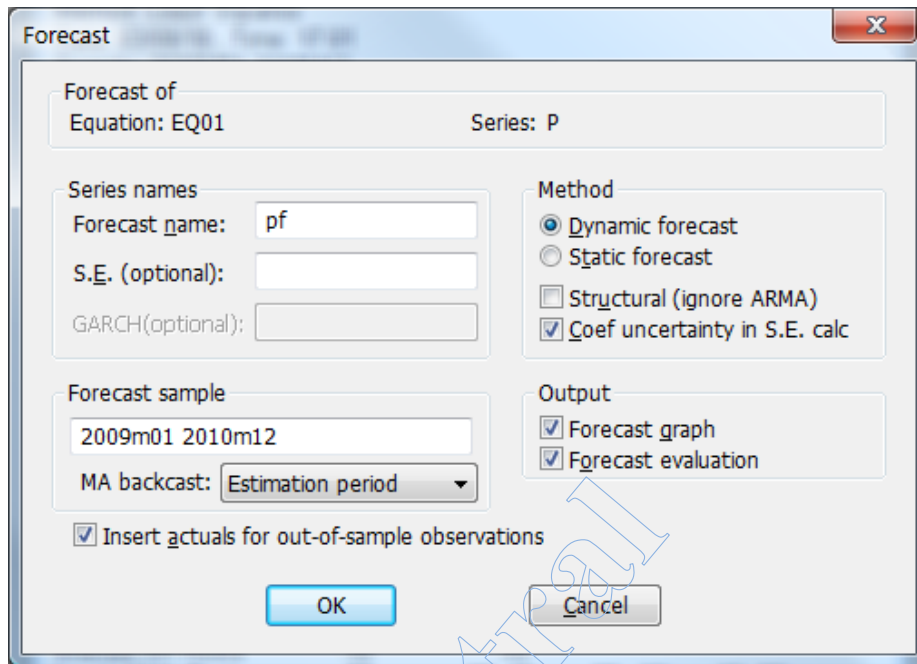 Forecast
Forecast of
Equation: EQ01 Series: P
Series names
Forecast name: pf
S.E. (optional):
GARCH(optional):
Method
Dynamic forecast
Static forecast
Structural (ignore ARMA)
Coef uncertainty in S.E. calc
Forecast sample
2009m01 2010m12
MA backcast: Estimation period
Output
Forecast graph
Forecast evaluation
Insert actuals for out-of-sample observations
OK Cancel